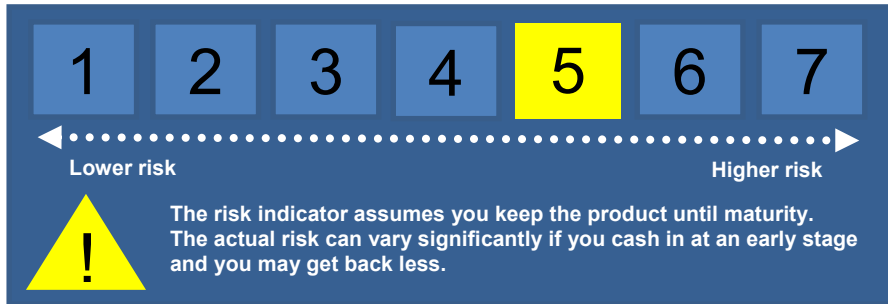 1 2 3 4 5 6 7
Lower risk Higher risk
!
The risk indicator assumes you keep the product until maturity.
The actual risk can vary significantly if you cash in at an early stage
and you may get back less.